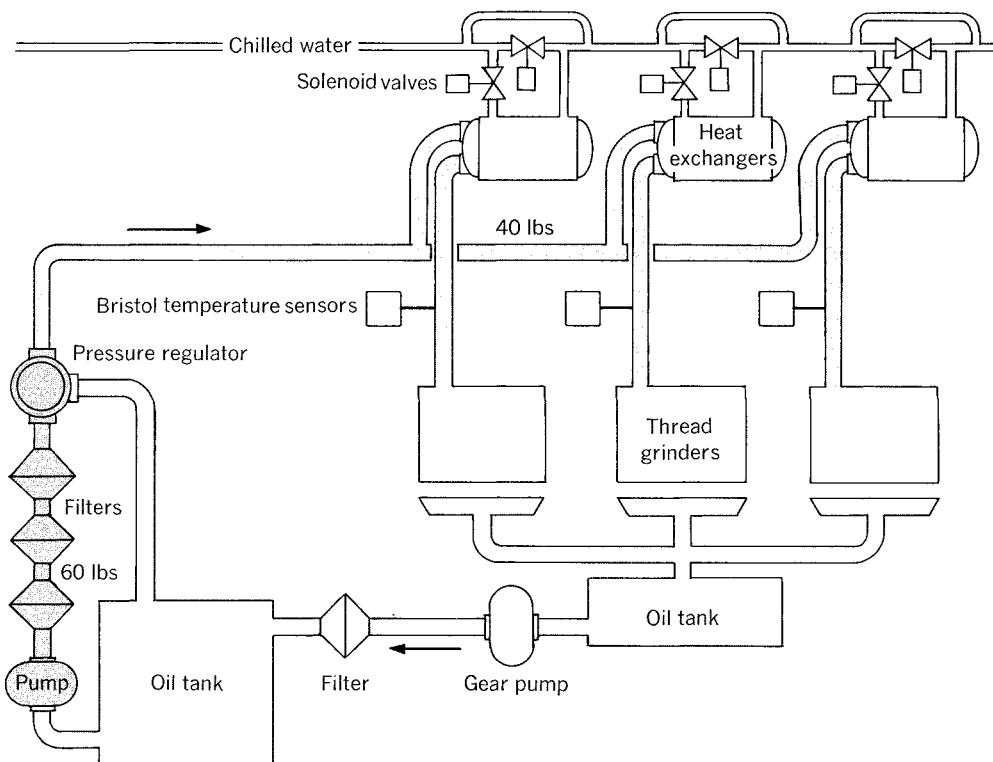 Chilled water
Solenoid valves
Heat
exchangers
40 lbs
Bristol temperature sensors
Pressure regulator
Thread
grinders
Filters
60 lbs
Oil tank
Pump
Oil tank
Filter
Gear pump